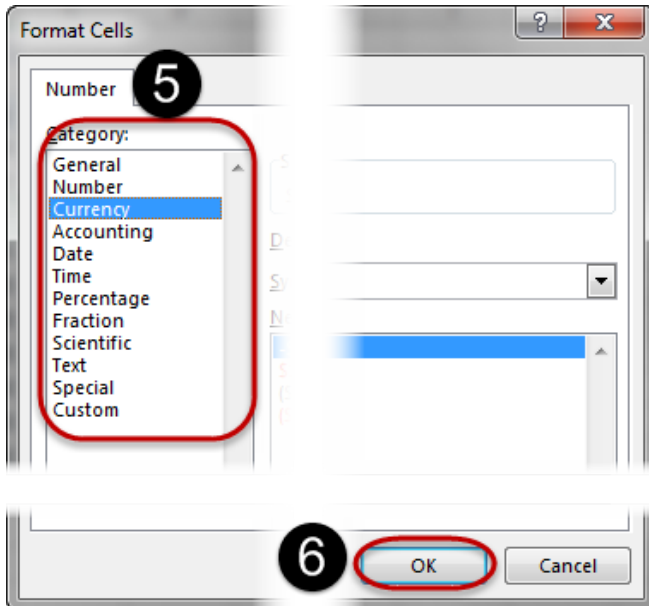 Format Cells
? X
Number
5
Category:
General
Number
Currency
Accounting
Date
Time
Percentage
Fraction
Scientific
Text
Special
Custom
6
OK
Cancel